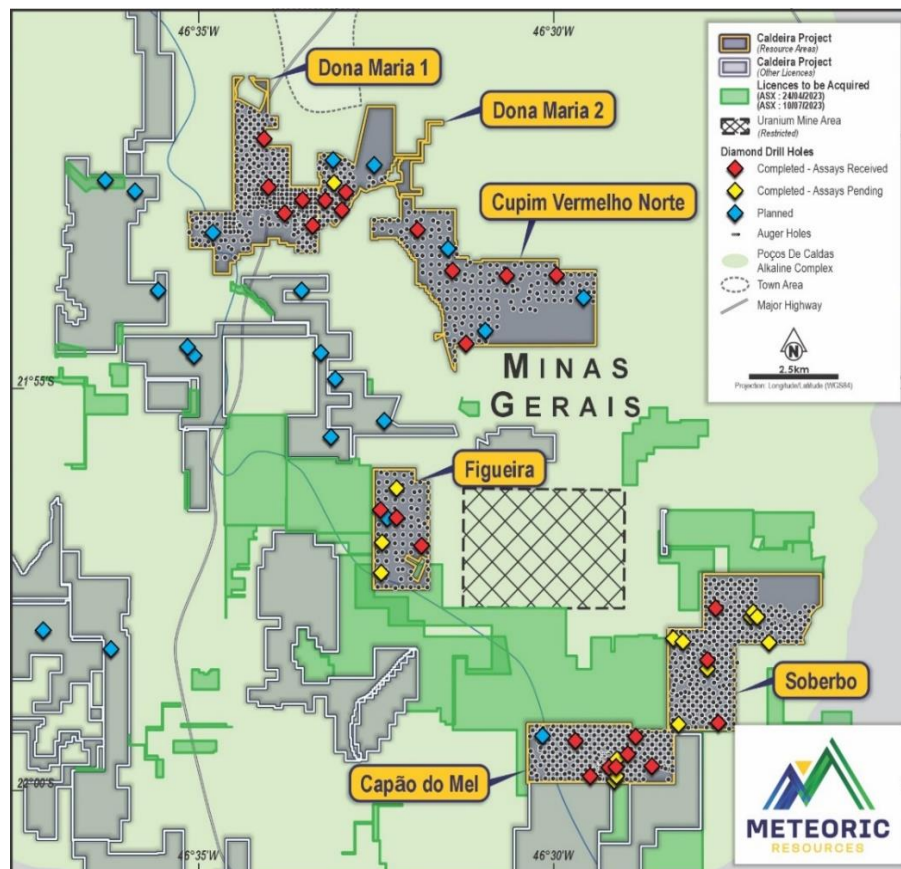 46°35'W
46°30'W
Dona Maria 1
Dona Maria 2
Cupim Vermelho Norte
21°55'S
MINAS
GERAIS
Figueira
Soberbo
Capão do Mel
22°00'S
46°35'W
46°30'W
Caldeira Project
(Resource Areas)
Caldeira Project
(Other Licences)
Licences to be Acquired
(ASX : 24/04/2023)
(ASX : 10/07/2023)
Uranium Mine Area
(Restricted)
Diamond Drill Holes
Completed - Assays Received
Completed - Assays Pending
Planned
Auger Holes
Poços De Caldas
Alkaline Complex
Town Area
Major Highway
N
2.5km
Projection: Longitude/Latitude (WGS84)
METEORIC
RESOURCES